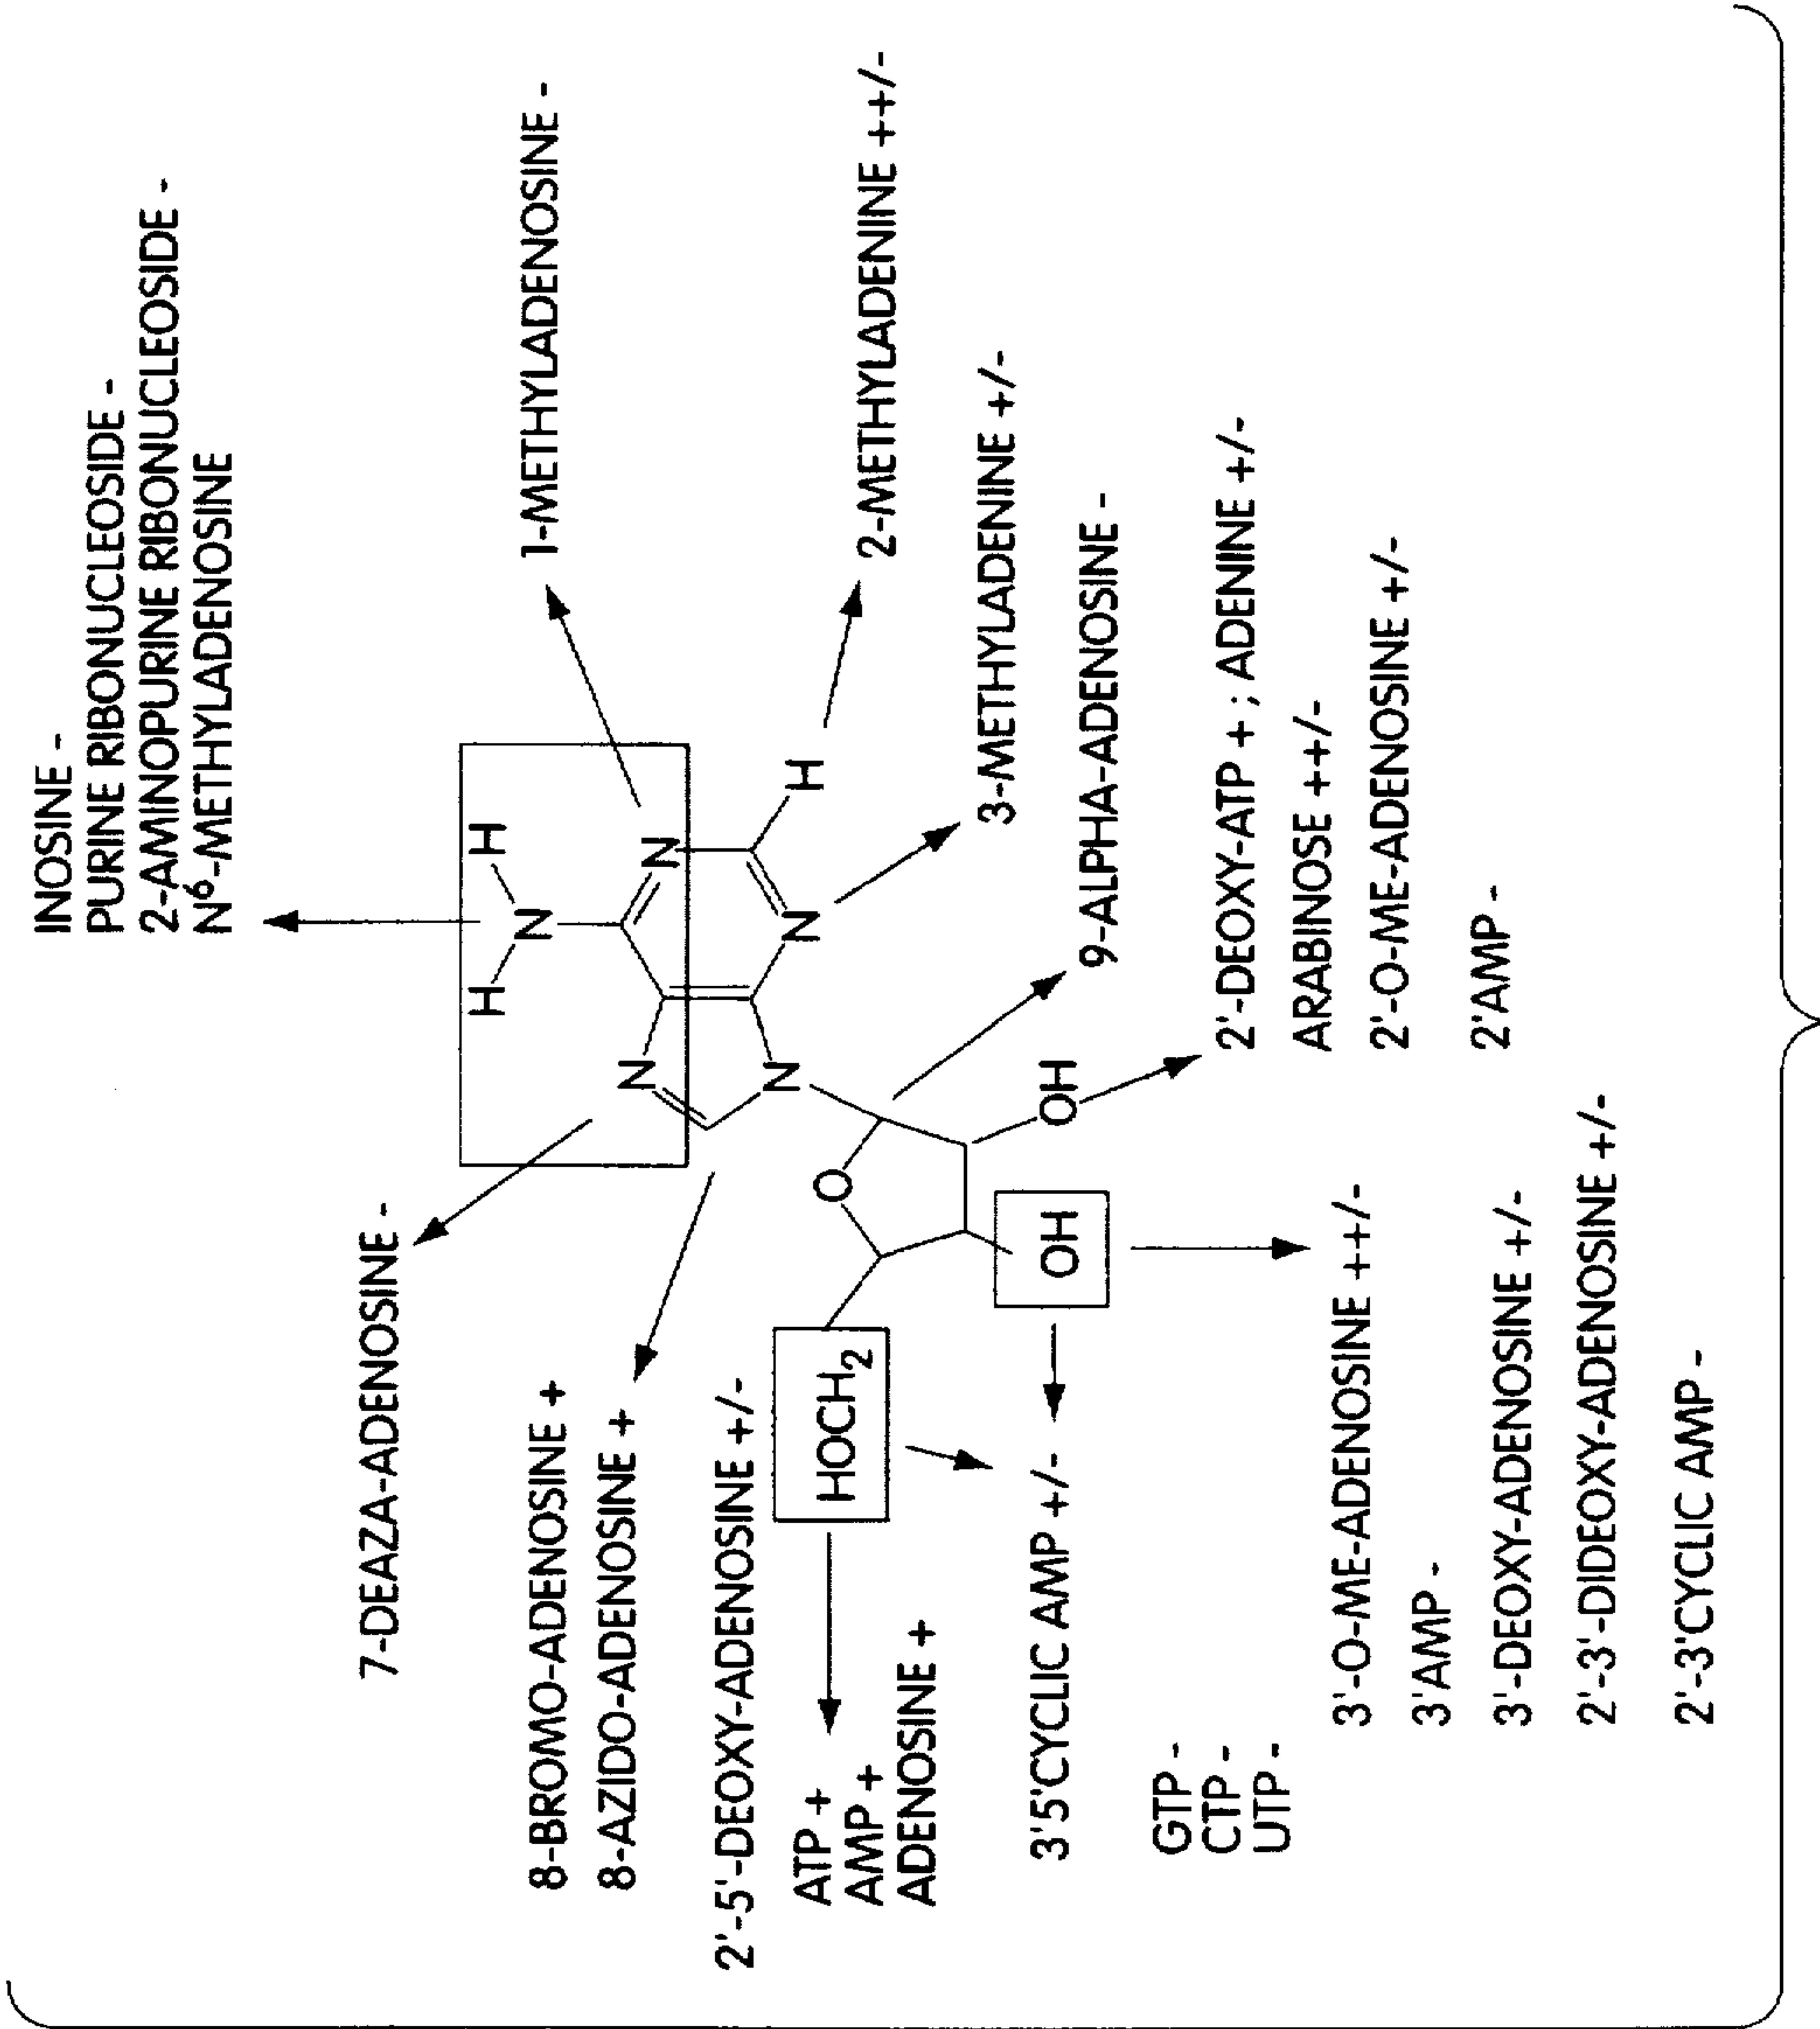 INOSINE -
PURINE RIBONUCLEOSIDE -
2-AMINOPURINE RIBONUCLEOSIDE -
N⁶-METHYLADENOSINE
7-DEAZA-ADENOSINE -
1-METHYLADENOSINE -
H
H
N
N
N
N
N
H
8-BROMO-ADENOSINE +
8-AZIDO-ADENOSINE +
2-METHYLADENINE ++/-
2'-5'-DEOXY-ADENOSINE +/-
HOCH₂
O
OH
OH
3-METHYLADENINE +/-
ATP +
AMP +
ADENOSINE +
9-ALPHA-ADENOSINE -
3'5'CYCLIC AMP +/-
2'-DEOXY-ATP + ; ADENINE +/-
ARABINOSE ++/-
2'-O-ME-ADENOSINE +/-
2'AMP -
GTP -
CTP -
UTP -
3'-O-ME-ADENOSINE ++/-
3'AMP -
3'-DEOXY-ADENOSINE +/-
2'-3'-DIDEOXY-ADENOSINE +/-
2'-3'CYCLIC AMP -